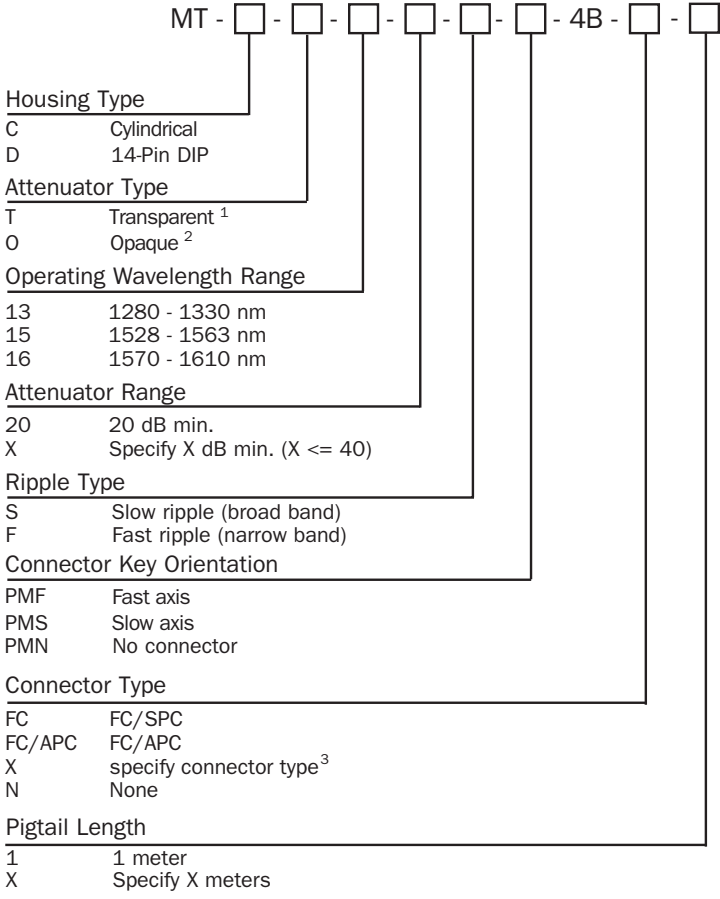 MT - □ - □ - □ - □ - □ - □ - 4B - □ - □
Housing Type
C Cylindrical
D 14-Pin DIP
Attenuator Type
T Transparent 1
O Opaque 2
Operating Wavelength Range
13 1280 - 1330 nm
15 1528 - 1563 nm
16 1570 - 1610 nm
Attenuator Range
20 20 dB min.
X Specify X dB min. (X <= 40)
Ripple Type
S Slow ripple (broad band)
F Fast ripple (narrow band)
Connector Key Orientation
PMF Fast axis
PMS Slow axis
PMN No connector
Connector Type
FC FC/SPC
FC/APC FC/APC
X specify connector type3
N None
Pigtail Length
1 1 meter
X Specify X meters